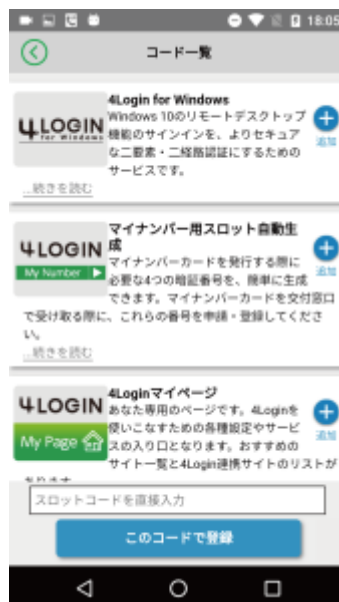 18:05
コード一覧
4LOGIN
for Windows
4Login for Windows
Windows 10のリモートデスクトップ
機能のサインインを、よりセキュア
な二要素・二経路認証にするための
サービスです。
追加
...続きを読む
4LOGIN
My Number
マイナンバー用スロット自動生
成
マイナンバーカードを発行する際に
必要な4つの暗証番号を、簡単に生成
できます。マイナンバーカードを交付窓口
で受け取る際に、これらの番号を申請・登録してくださ
い。
追加
...続きを読む
4LOGIN
My Page
4Loginマイページ
あなた専用のページです。4Loginを
使いこなすための各種設定やサービ
スの入り口となります。おすすめの
サイト一覧と4Login連携サイトのリストが
あります
追加
スロットコードを直接入力
このコードで登録